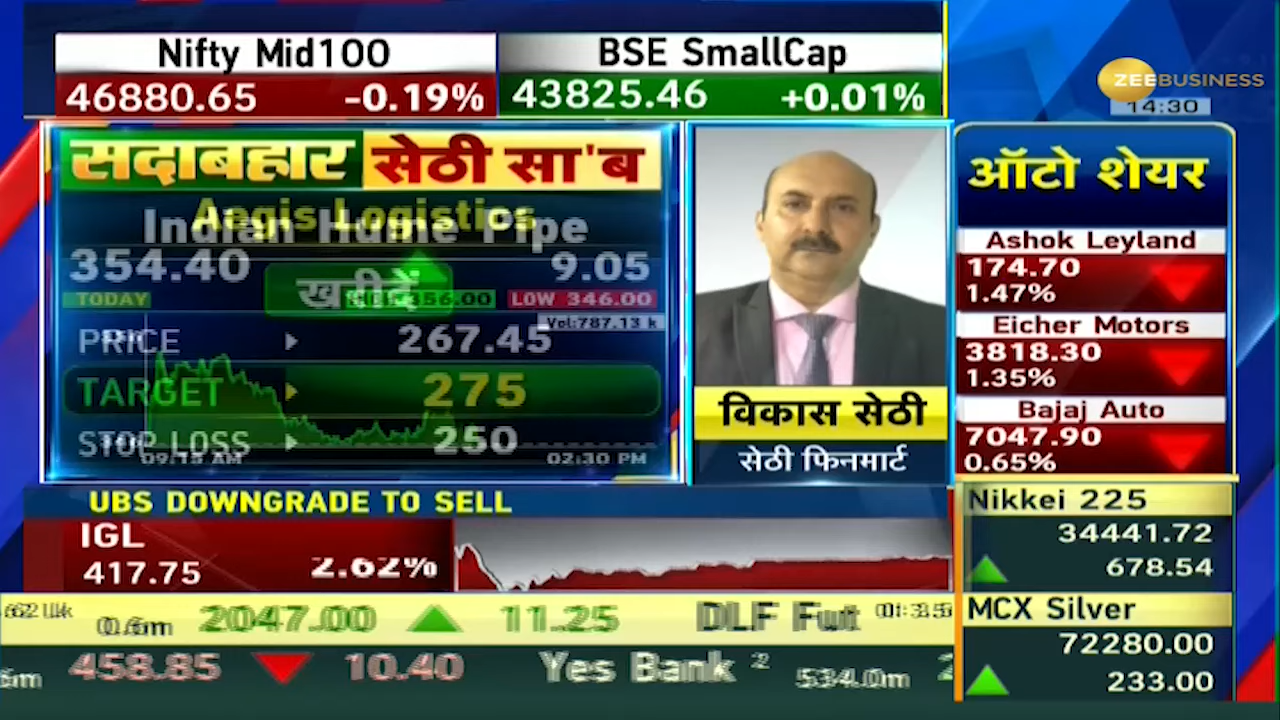 Nifty Mid100
46880.65 -0.19%
BSE SmallCap
43825.46 +0.01%
ZEEBUSINESS
14:30
सदाबहार सेठी सा'ब
Aegis Logistics
Indian Hume Pipe
354.40 9.05
खरीदें
TODAY 356.00 LOW 346.00
Vol:787.13 k
PRICE 267.45
TARGET 275
STOP LOSS 250
09:15 AM 02:30 PM
विकास सेठी
सेठी फिनमार्ट
ऑटो शेयर
Ashok Leyland
174.70
1.47%
Eicher Motors
3818.30
1.35%
Bajaj Auto
7047.90
0.65%
UBS DOWNGRADE TO SELL
IGL
417.75 2.62%
Nikkei 225
34441.72
678.54
MCX Silver
72280.00
233.00
2047.00 11.25 DLF Fut
458.85 10.40 Yes Bank 534.0m